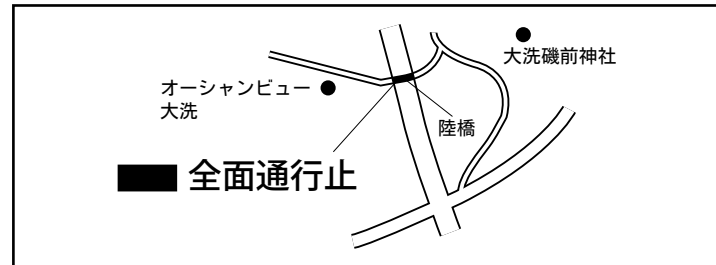 大洗磯前神社
オーシャンビュー
大洗
陸橋
全面通行止